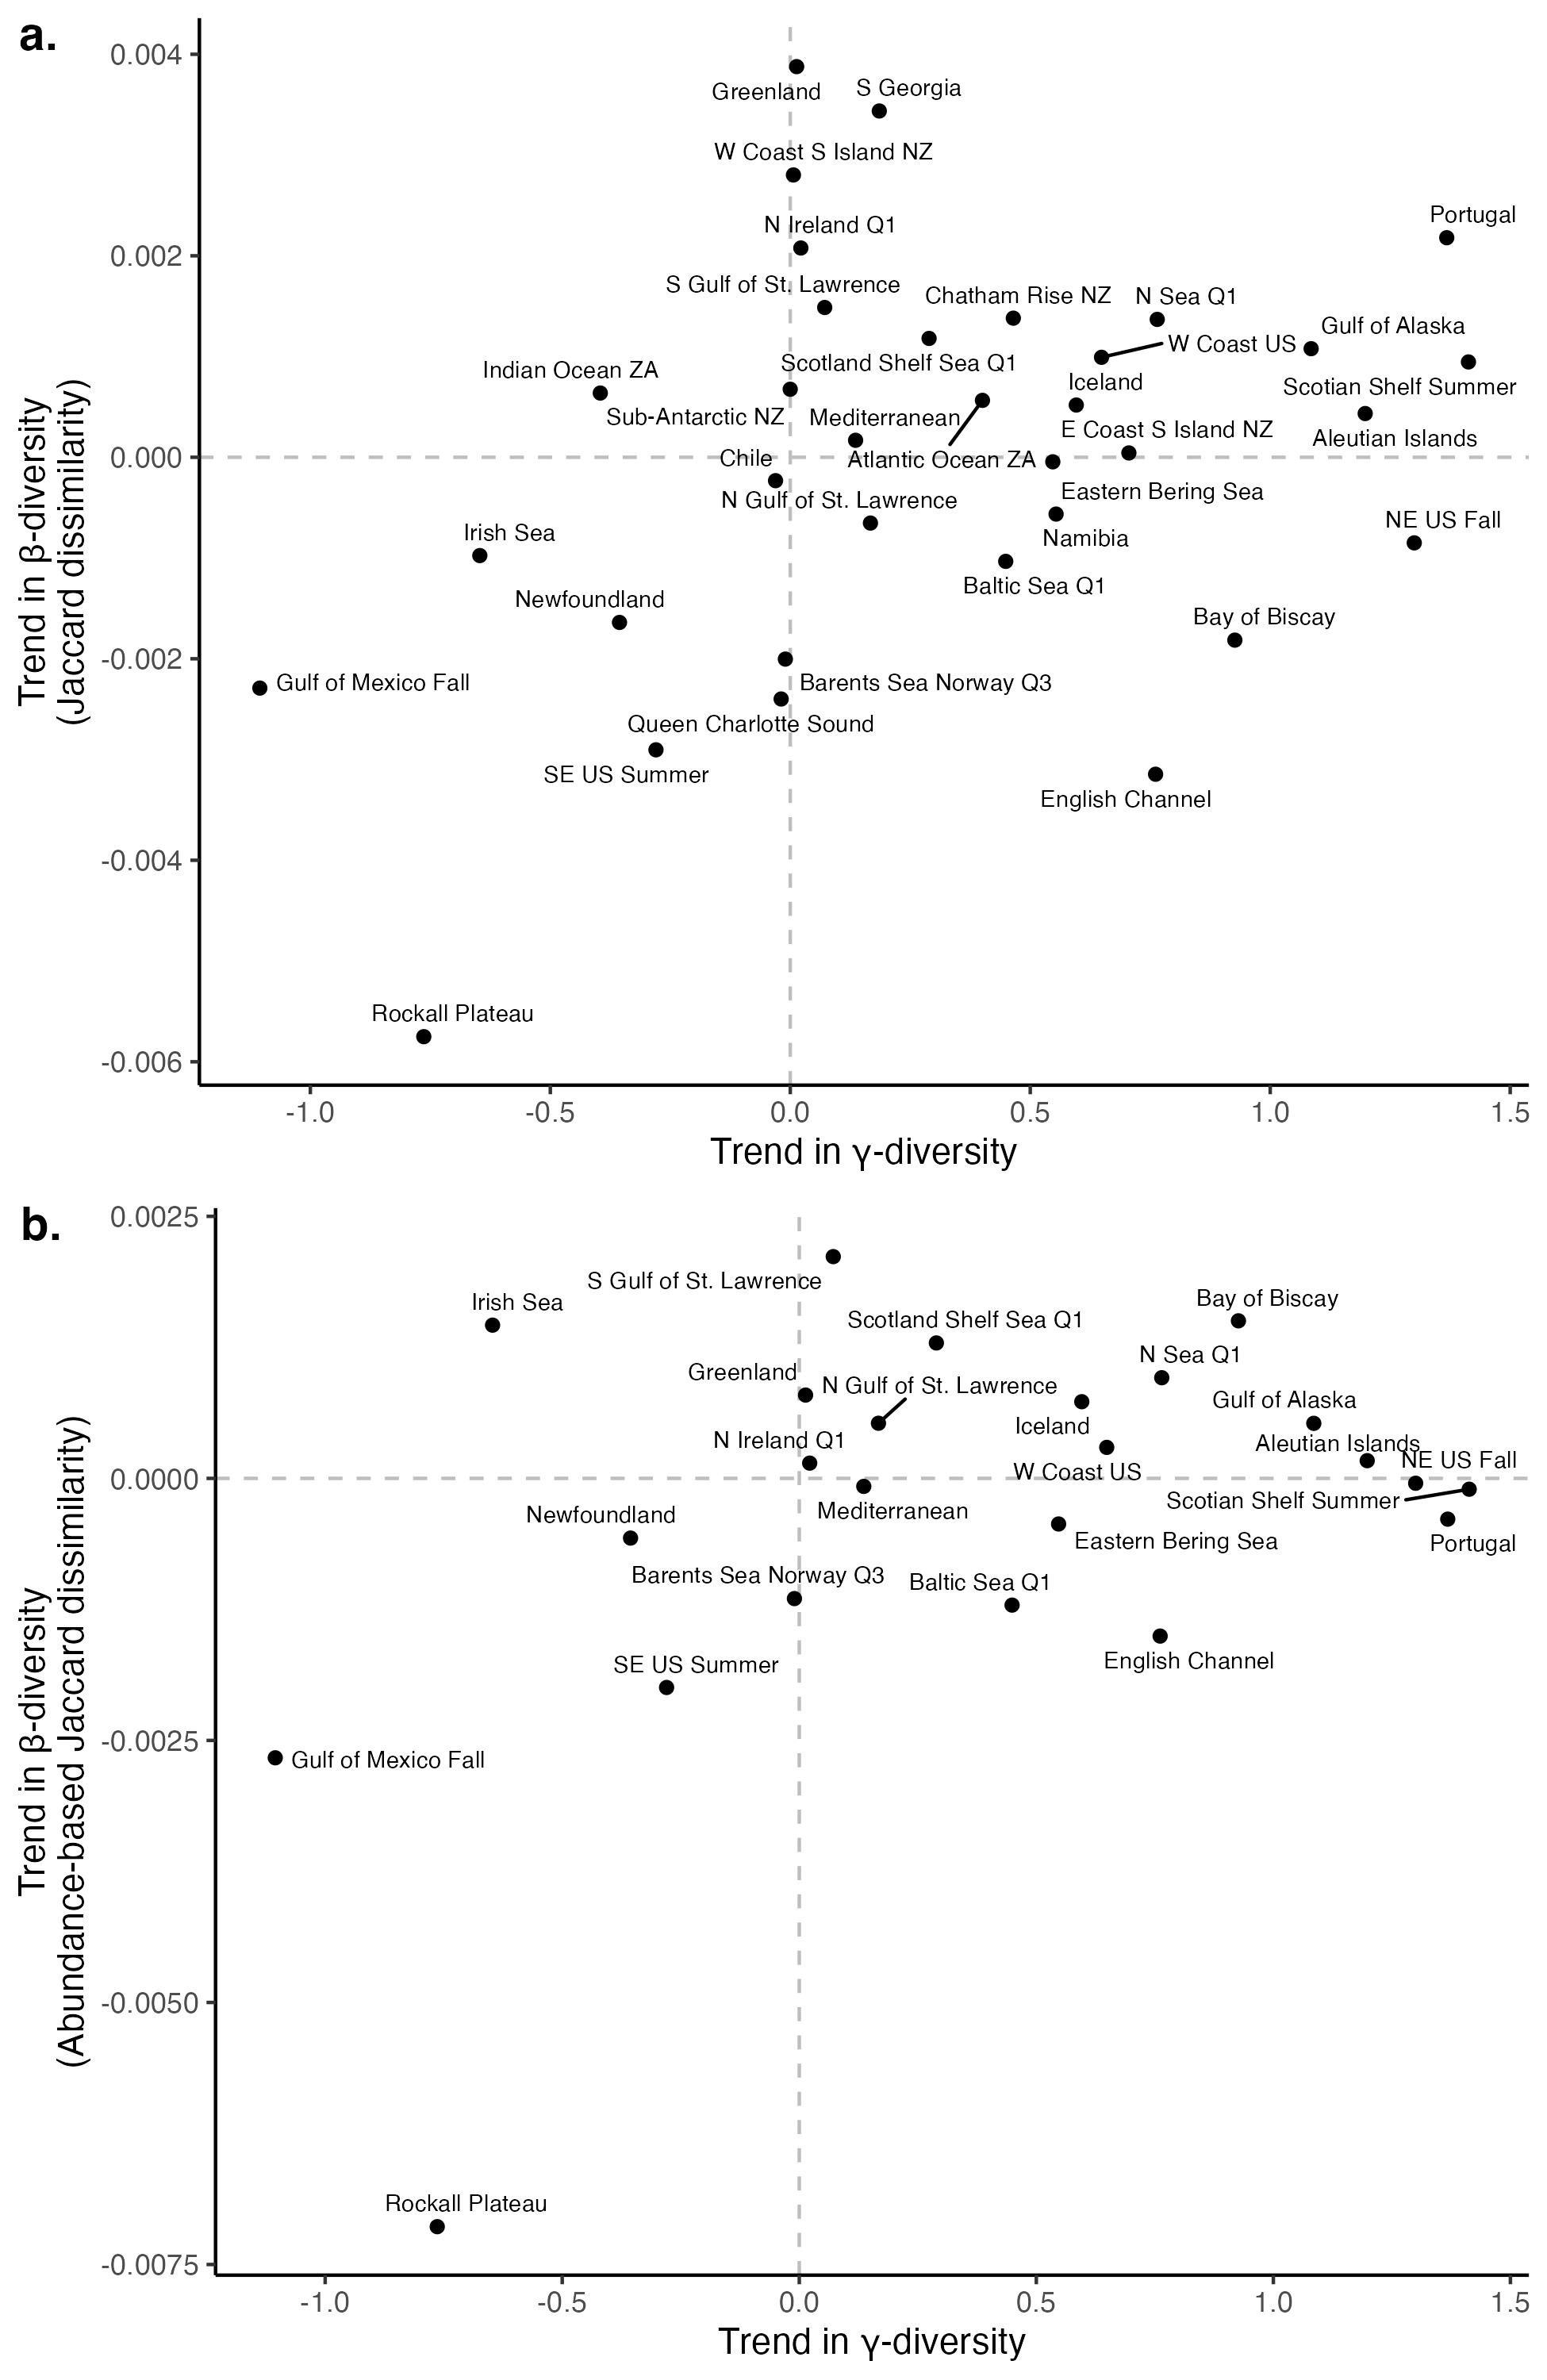 a.
0.004
Greenland
S Georgia
W Coast S Island NZ
N Ireland Q1
Portugal
0.002
S Gulf of St. Lawrence
Chatham Rise NZ
N Sea Q1
Gulf of Alaska
W Coast US
Scotland Shelf Sea Q1
Indian Ocean ZA
Iceland
Scotian Shelf Summer
Sub-Antarctic NZ
Mediterranean
E Coast S Island NZ
Aleutian Islands
0.000
Chile
Atlantic Ocean ZA
Eastern Bering Sea
N Gulf of St. Lawrence
NE US Fall
Irish Sea
Namibia
Baltic Sea Q1
Newfoundland
Bay of Biscay
-0.002
Gulf of Mexico Fall
Barents Sea Norway Q3
Queen Charlotte Sound
SE US Summer
English Channel
-0.004
Rockall Plateau
-0.006
Trend in β-diversity
(Jaccard dissimilarity)
-1.0
-0.5
0.0
0.5
1.0
1.5
Trend in γ-diversity
b.
0.0025
S Gulf of St. Lawrence
Irish Sea
Bay of Biscay
Scotland Shelf Sea Q1
N Sea Q1
Greenland
N Gulf of St. Lawrence
Gulf of Alaska
Iceland
N Ireland Q1
Aleutian Islands
NE US Fall
0.0000
W Coast US
Scotian Shelf Summer
Newfoundland
Mediterranean
Eastern Bering Sea
Portugal
Barents Sea Norway Q3
Baltic Sea Q1
SE US Summer
English Channel
-0.0025
Gulf of Mexico Fall
-0.0050
Rockall Plateau
-0.0075
Trend in β-diversity
(Abundance-based Jaccard dissimilarity)
-1.0
-0.5
0.0
0.5
1.0
1.5
Trend in γ-diversity